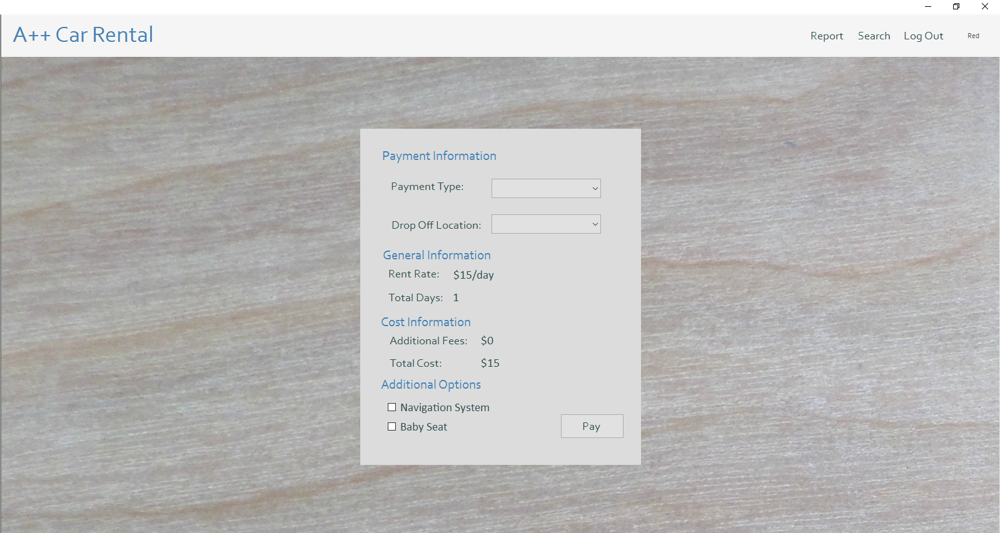 A++ Car Rental
Report Search Log Out Red
Payment Information
Payment Type:
Drop Off Location:
General Information
Rent Rate: $15/day
Total Days: 1
Cost Information
Additional Fees: $0
Total Cost: $15
Additional Options
Navigation System
Baby Seat
Pay